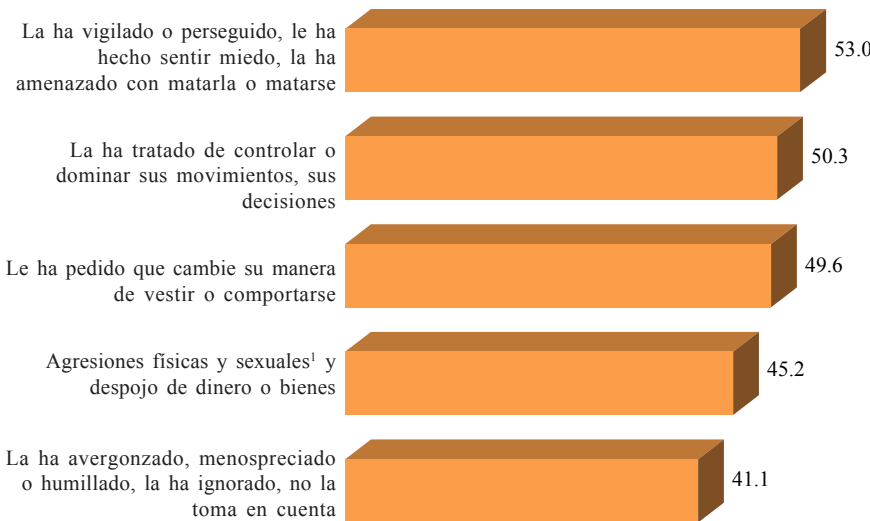 La ha vigilado o perseguido, le ha
hecho sentir miedo, la ha
amenazado con matarla o matarse
53.0
La ha tratado de controlar o
dominar sus movimientos, sus
decisiones
50.3
Le ha pedido que cambie su manera
de vestir o comportarse
49.6
Agresiones físicas y sexuales¹ y
despojo de dinero o bienes
45.2
La ha avergonzado, menospreciado
o humillado, la ha ignorado, no la
toma en cuenta
41.1